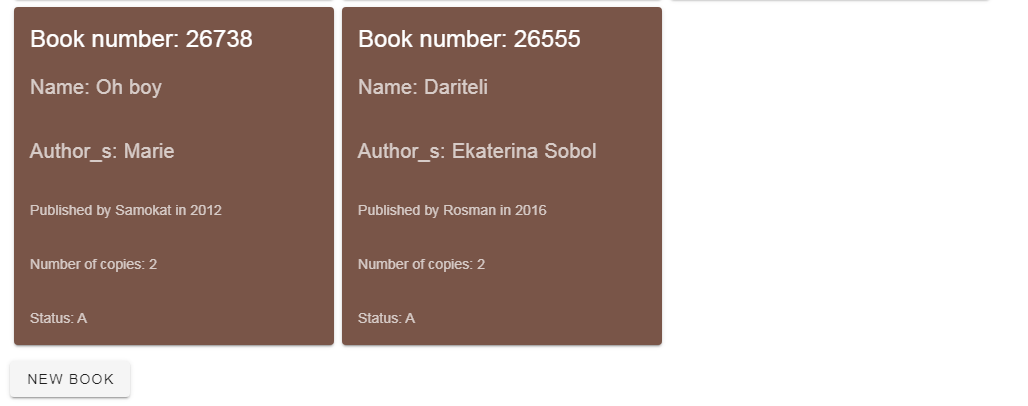 Book number: 26738
Name: Oh boy
Author_s: Marie
Published by Samokat in 2012
Number of copies: 2
Status: A
Book number: 26555
Name: Dariteli
Author_s: Ekaterina Sobol
Published by Rosman in 2016
Number of copies: 2
Status: A
NEW BOOK